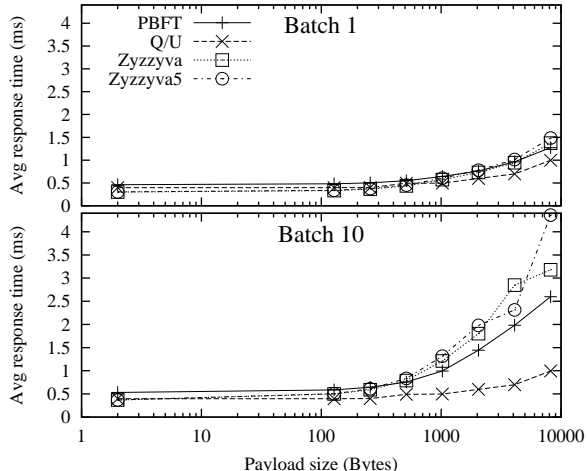 PBFT
Q/U
Zyzzyva
Zyzzyva5
Batch 1
Avg response time (ms)
4
3.5
3
2.5
2
1.5
1
0.5
0
Batch 10
Avg response time (ms)
4
3.5
3
2.5
2
1.5
1
0.5
0
1 10 100 1000 10000
Payload size (Bytes)